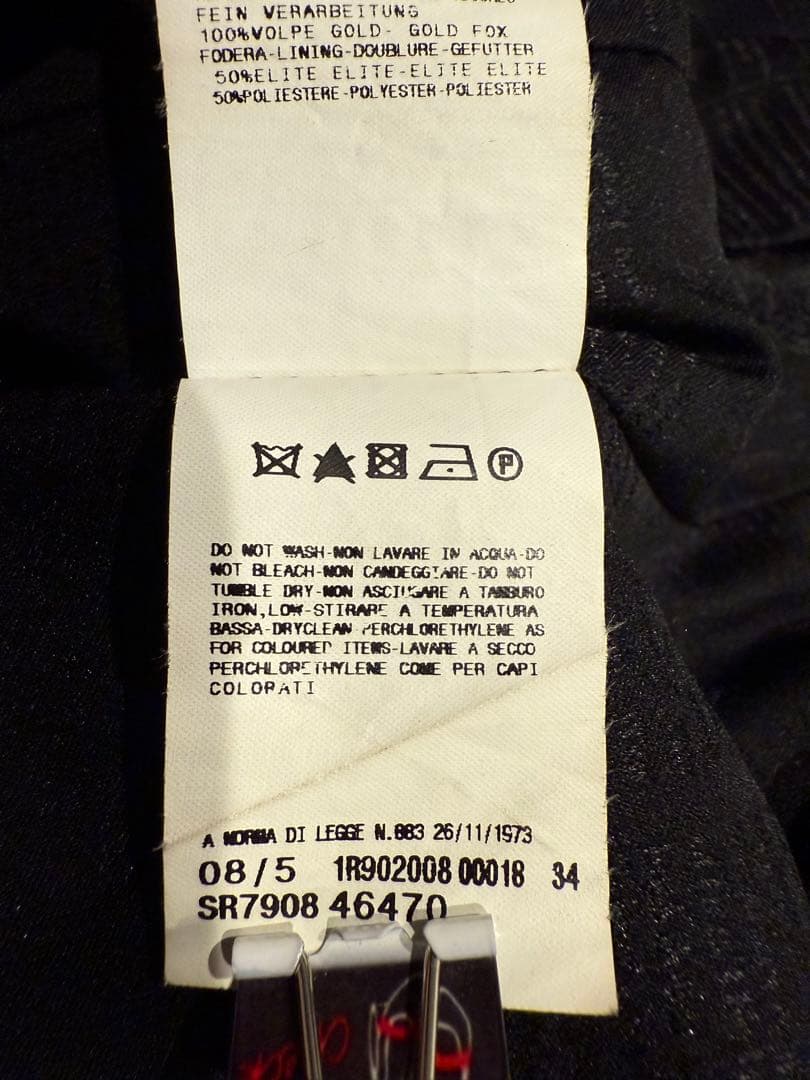 FEIN VERARBEITUNG
100%VOLPE GOLD- GOLD FOX
FODERA-LINING-DOUBLURE-GEFUTTER
50%ELITE ELITE-ELITE ELITE
50%POLIESTERE-POLYESTER-POLIESTER
P
DO NOT WASH-NON LAVARE IN ACQUA-DO
NOT BLEACH-NON CANDEGGIARE-DO NOT
TUMBLE DRY-NON ASCIUGARE A TAMBURO
IRON,LOW-STIRARE A TEMPERATURA
BASSA-DRYCLEAN PERCHLORETHYLENE AS
FOR COLOURED ITEMS-LAVARE A SECCO
PERCHLORETHYLENE COME PER CAPI
COLORATI
A NORMA DI LEGGE N.883 26/11/1973
08/5 1R902008 00018 34
SR7908 46470